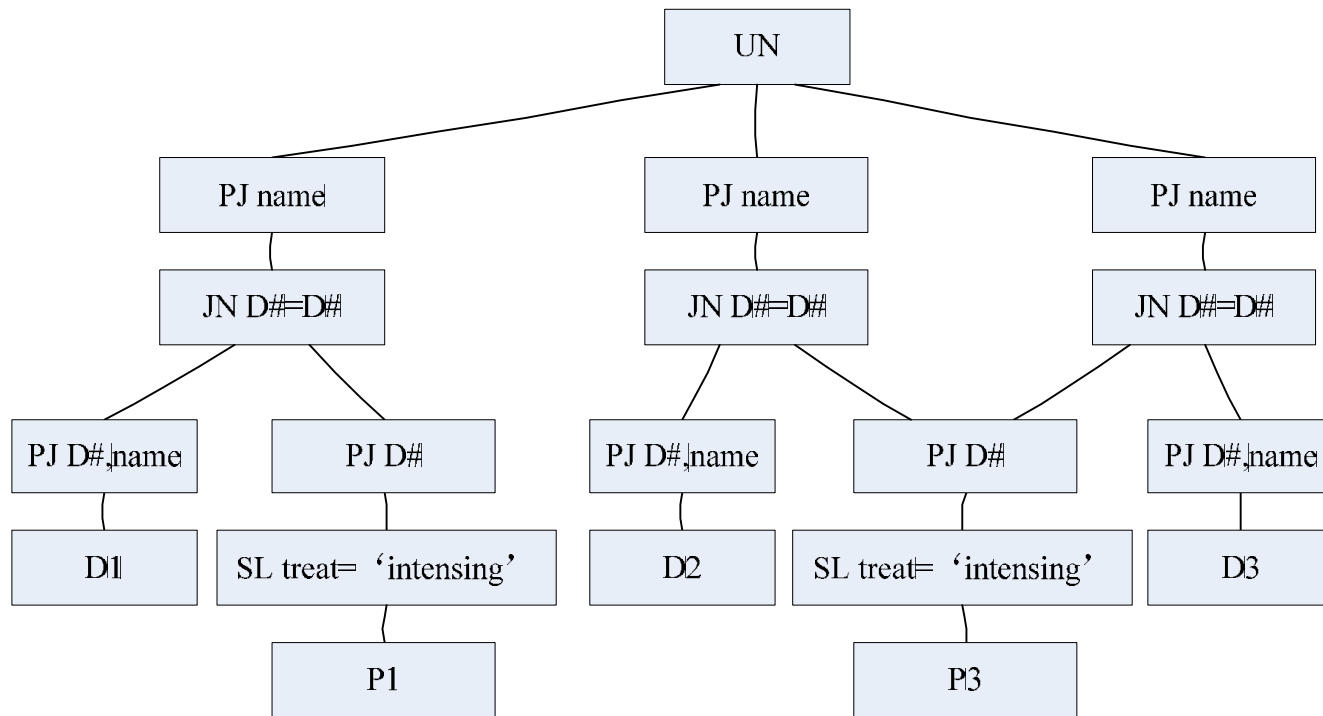 UN
PJ name
PJ name
PJ name
JN D#=D#
JN D#=D#
JN D#=D#
PJ D#,name
PJ D#
PJ D#,name
PJ D#
PJ D#,name
D1
SL treat= ‘intensing’
D2
SL treat= ‘intensing’
D3
P1
P3